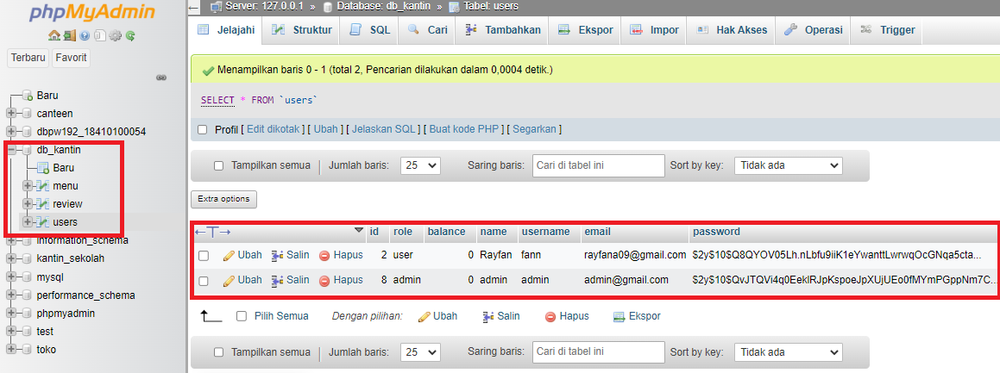 phpMyAdmin
Terbaru Favorit
Baru
canteen
dbpw192_18410100054
db_kantin
Baru
menu
review
users
information_schema
kantin_sekolah
mysql
performance_schema
phpmyadmin
test
toko
Server: 127.0.0.1 » Database: db_kantin » Tabel: users
Jelajahi Struktur SQL Cari Tambahkan Ekspor Impor Hak Akses Operasi Trigger
Menampilkan baris 0 - 1 (total 2, Pencarian dilakukan dalam 0,0004 detik.)
SELECT * FROM `users`
Profil [ Edit dikotak ] [ Ubah ] [ Jelaskan SQL ] [ Buat kode PHP ] [ Segarkan ]
Tampilkan semua | Jumlah baris: 25 Saring baris: Cari di tabel ini Sort by key: Tidak ada
Extra options
←T→ id role balance name username email password
Ubah Salin Hapus 2 user 0 Rayfan fann rayfana09@gmail.com
Ubah Salin Hapus 8 admin 0 admin admin admin@gmail.com
Pilih Semua Dengan pilihan: Ubah Salin Hapus Ekspor
Tampilkan semua | Jumlah baris: 25 Saring baris: Cari di tabel ini Sort by key: Tidak ada